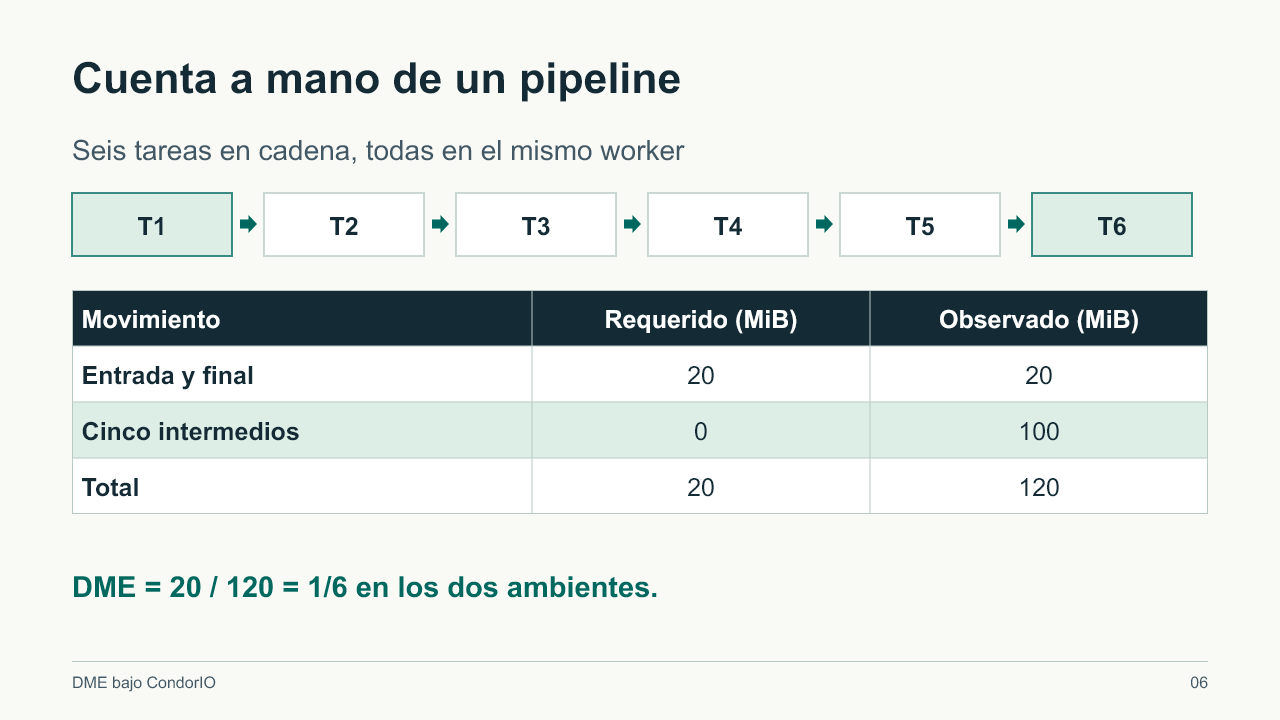 Cuenta a mano de un pipeline
Seis tareas en cadena, todas en el mismo worker
T1 T2 T3 T4 T5 T6
Movimiento Requerido (MiB) Observado (MiB)
Entrada y final 20 20
Cinco intermedios 0 100
Total 20 120
DME = 20 / 120 = 1/6 en los dos ambientes.
DME bajo CondorIO 06